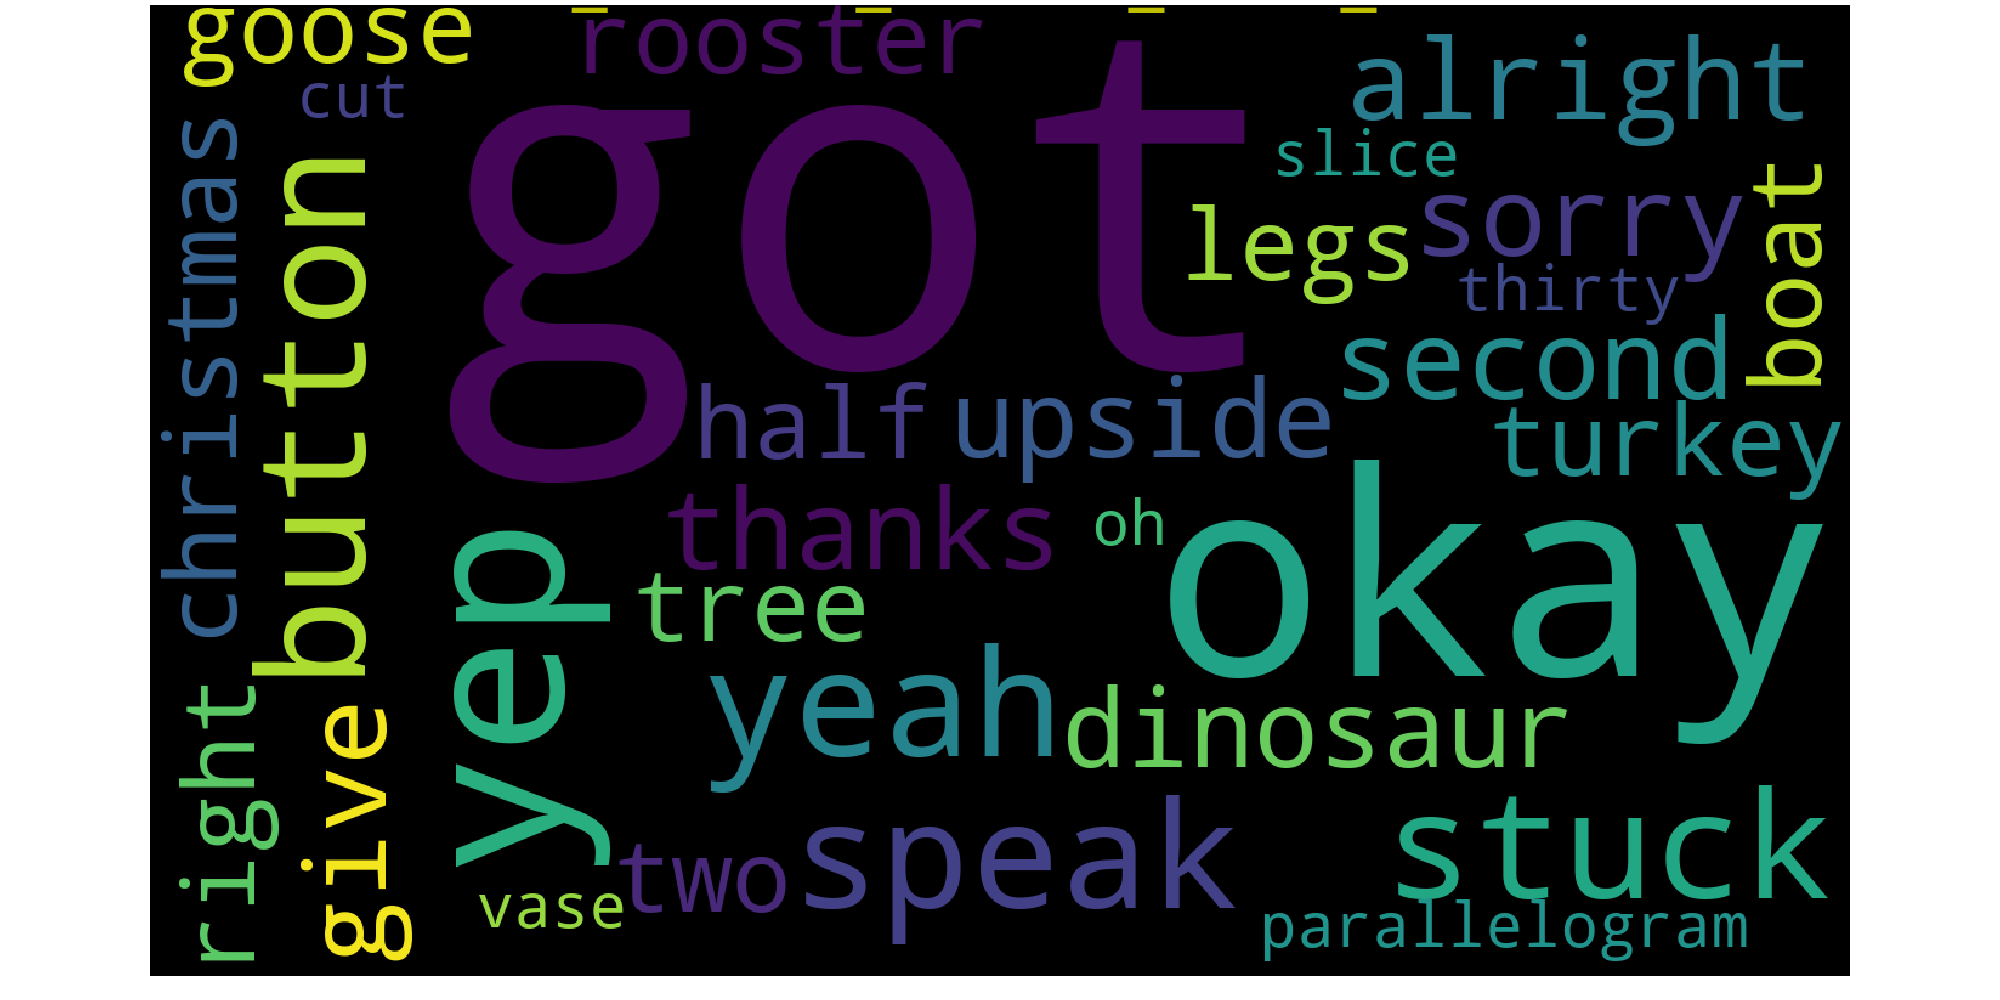 goose
rooster
alright
cut
got
slice
christmas
button
legs
sorry
boat
thirty
second
half
upside
turkey
thanks
oh
okay
yep
tree
yeah
dinosaur
right
give
stuck
two
speak
vase
parallelogram